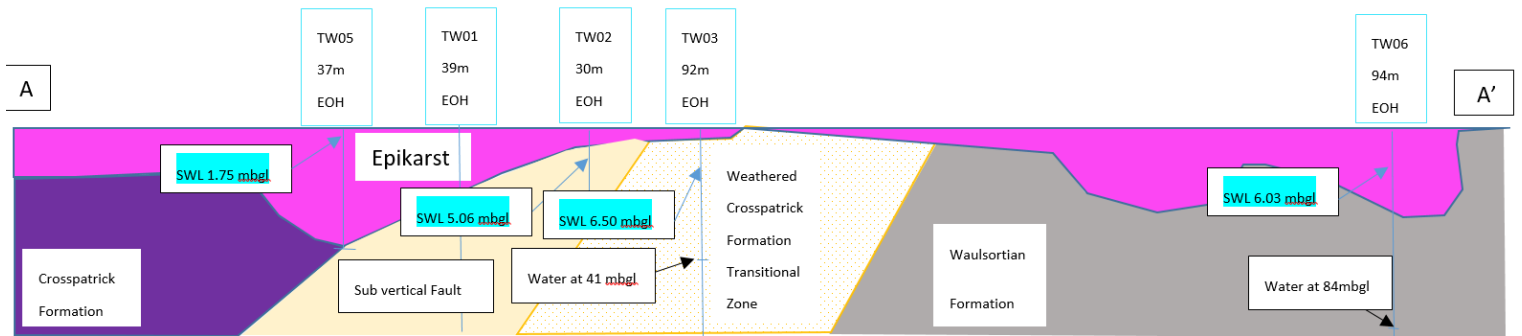 A
TW05
37m
EOH
TW01
39m
EOH
TW02
30m
EOH
TW03
92m
EOH
TW06
94m
EOH
A’
Epikarst
SWL 1.75 mbgl
SWL 5.06 mbgl
SWL 6.50 mbgl
SWL 6.03 mbgl
Crosspatrick
Formation
Sub vertical Fault
Water at 41 mbgl
Weathered
Crosspatrick
Formation
Transitional
Zone
Waulsortian
Formation
Water at 84mbgl